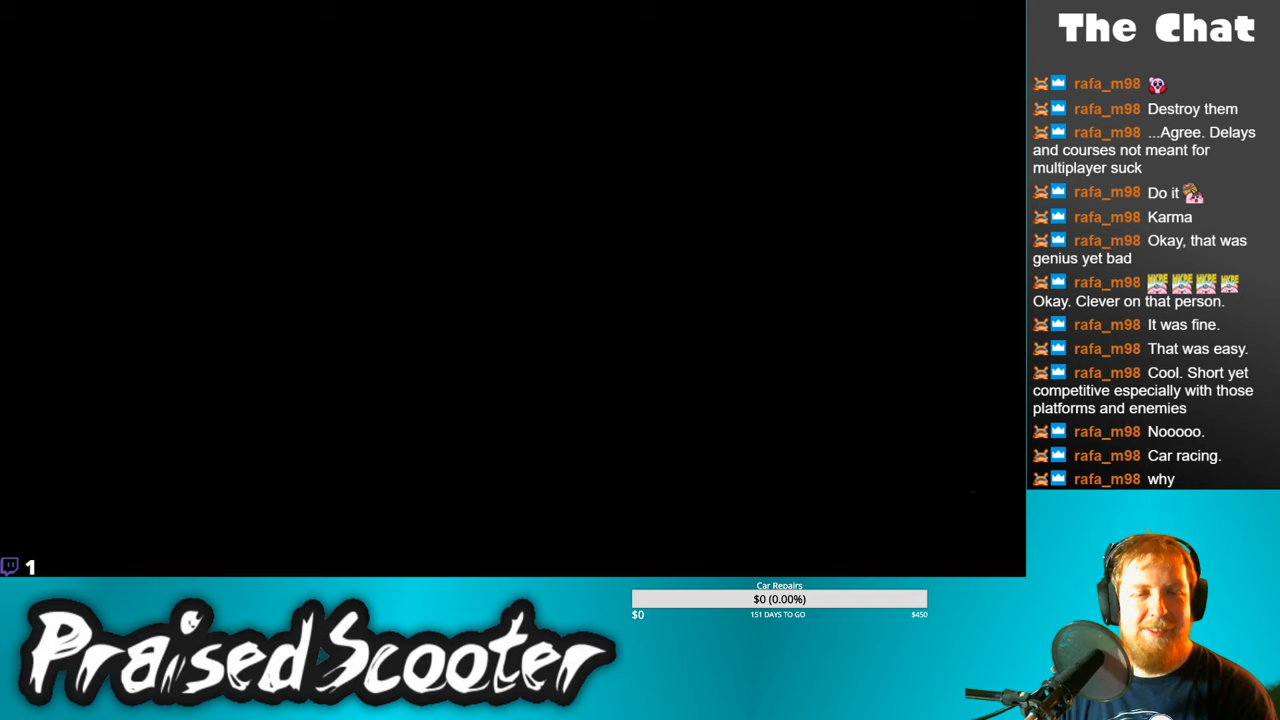 The Chat
rafa_m98
rafa_m98 Destroy them
rafa_m98 ...Agree. Delays
and courses not meant for
multiplayer suck
rafa_m98 Do it
rafa_m98 Karma
rafa_m98 Okay, that was
genius yet bad
rafa_m98
Okay. Clever on that person.
rafa_m98 It was fine.
rafa_m98 That was easy.
rafa_m98 Cool. Short yet
competitive especially with those
platforms and enemies
rafa_m98 Nooooo.
rafa_m98 Car racing.
rafa_m98 why
1
Car Repairs
$0 (0.00%)
$0 151 DAYS TO GO $450
PraisedScooter